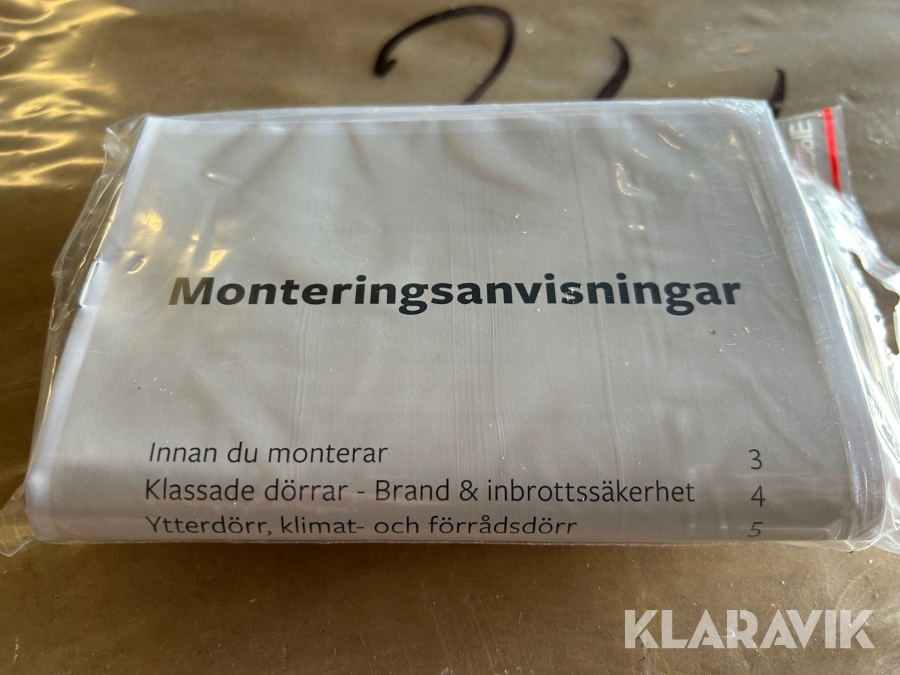 Monteringsanvisningar
Innan du monterar 3
Klassade dörrar - Brand & inbrottssäkerhet 4
Ytterdörr, klimat- och förrådsdörr 5
KLARAVIK